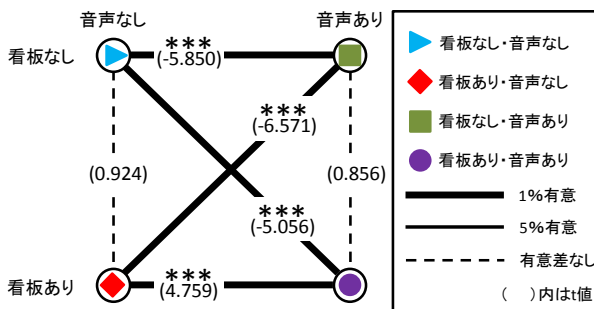 音声なし 音声あり
看板なし
***
(-5.850)
***
(-6.571)
(0.924)
(0.856)
***
(-5.056)
看板あり
***
(4.759)
看板なし・音声なし
看板あり・音声なし
看板なし・音声あり
看板あり・音声あり
1%有意
5%有意
有意差なし
( )内はt値